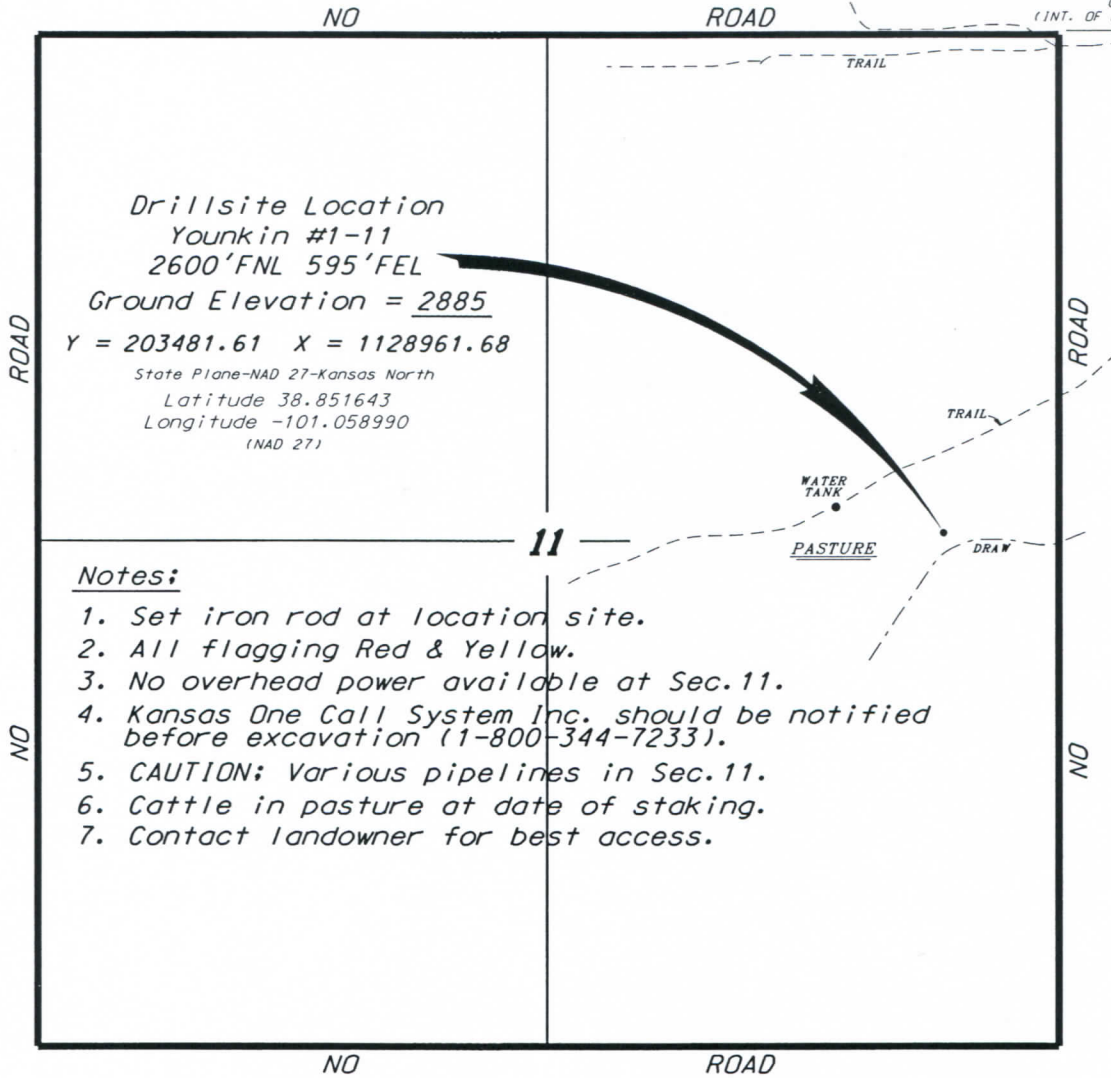 NO ROAD
(INT. OF
TRAIL
Drillsite Location
Younkin #1-11
2600'FNL 595'FEL
Ground Elevation = 2885
Y = 203481.61 X = 1128961.68
State Plane-NAD 27-Kansas North
Latitude 38.851643
Longitude -101.058990
(NAD 27)
NO ROAD
NO ROAD
TRAIL
WATER
TANK
PASTURE
DRAW
11
Notes:
1. Set iron rod at location site.
2. All flagging Red & Yellow.
3. No overhead power available at Sec. 11.
4. Kansas One Call System Inc. should be notified
before excavation (1-800-344-7233).
5. CAUTION: Various pipelines in Sec. 11.
6. Cattle in pasture at date of staking.
7. Contact landowner for best access.
NO ROAD